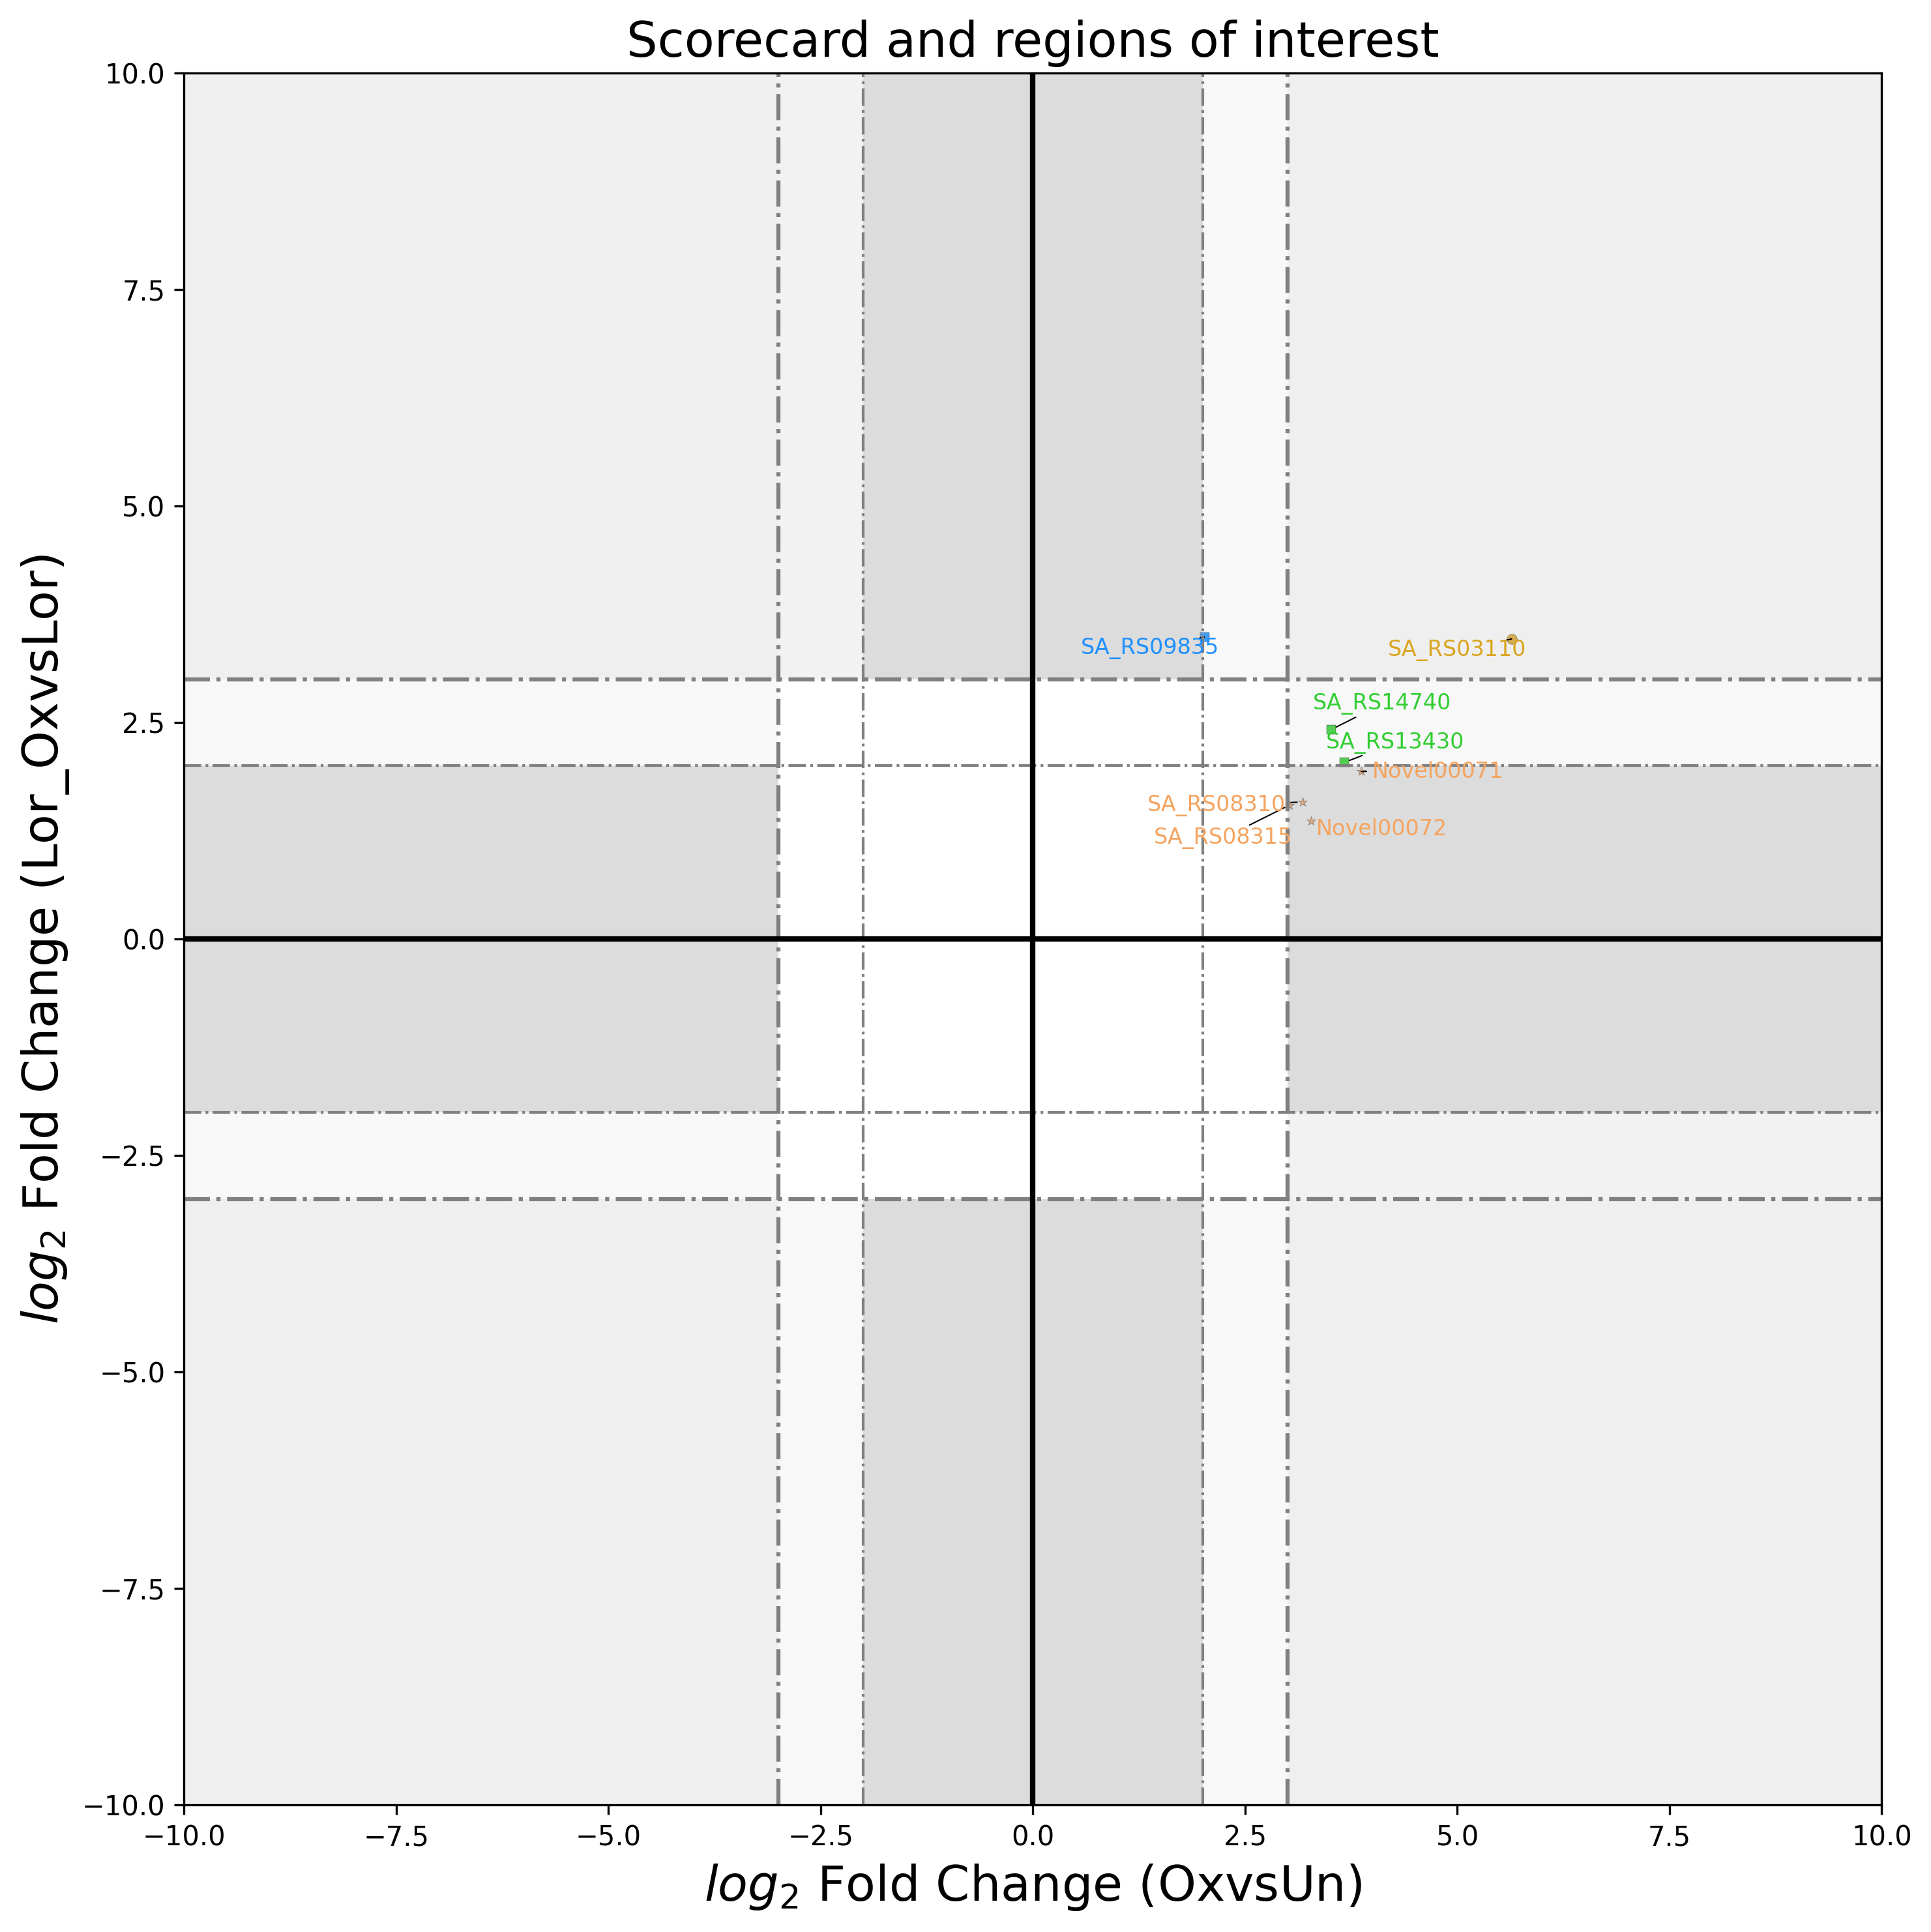 Scorecard and regions of interest
10.0
7.5
5.0
2.5
0.0
−2.5
−5.0
−7.5
−10.0
log2 Fold Change (Lor_OxvsLor)
SA_RS09835
SA_RS03110
SA_RS14740
SA_RS13430
Novel00071
SA_RS08310
Novel00072
SA_RS08315
−10.0 −7.5 −5.0 −2.5 0.0 2.5 5.0 7.5 10.0
log2 Fold Change (OxvsUn)